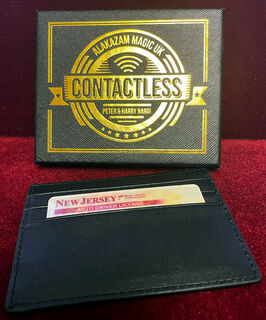 ALAKAZAM MAGIC UK
CONTACTLESS
PETER & HARRY NARDI
NEW JERSEY
AUTO DRIVER LICENSE